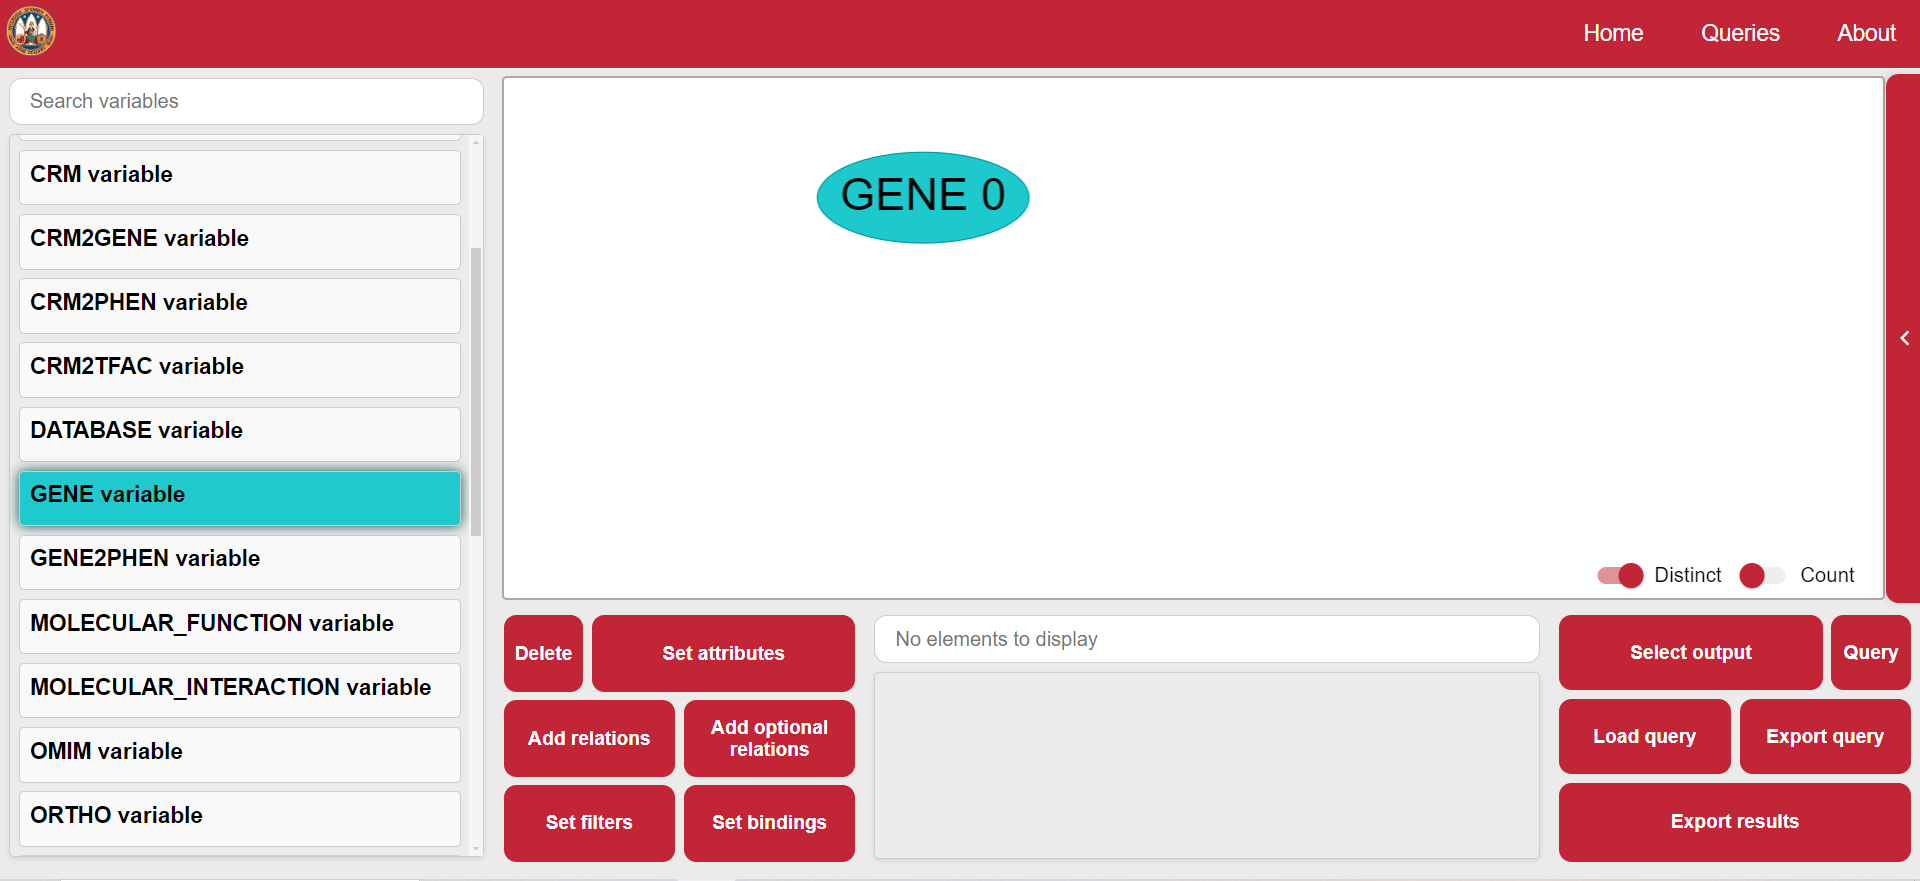 Home
Queries
About
Search variables
CRM variable
CRM2GENE variable
CRM2PHEN variable
CRM2TFAC variable
DATABASE variable
GENE variable
GENE2PHEN variable
MOLECULAR_FUNCTION variable
MOLECULAR_INTERACTION variable
OMIM variable
ORTHO variable
GENE 0
Distinct
Count
Delete
Set attributes
Add relations
Add optional
relations
Set filters
Set bindings
No elements to display
Select output
Query
Load query
Export query
Export results